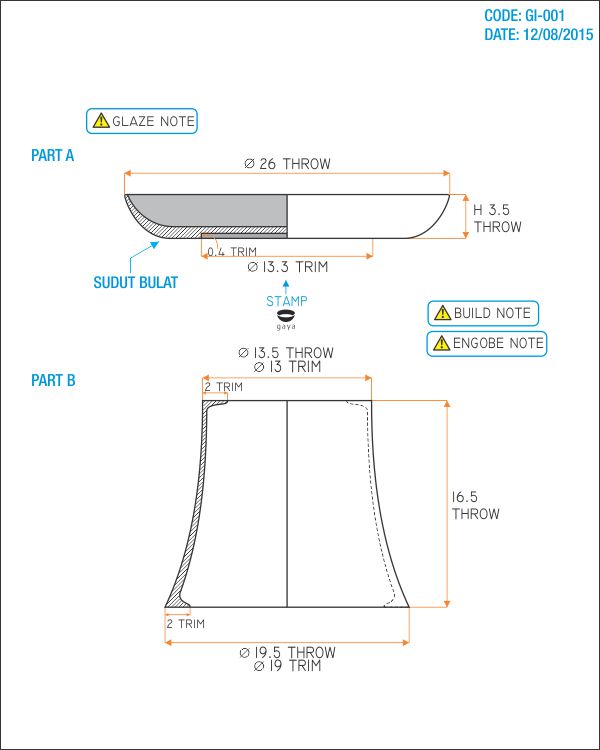 CODE: GI-001
DATE: 12/08/2015
GLAZE NOTE
PART A
Ø 26 THROW
H 3.5
THROW
0.4 TRIM
Ø 13.3 TRIM
SUDUT BULAT
STAMP
gaya
BUILD NOTE
ENGOBE NOTE
Ø 13.5 THROW
Ø 13 TRIM
PART B
2 TRIM
16.5
THROW
2 TRIM
Ø 19.5 THROW
Ø 19 TRIM